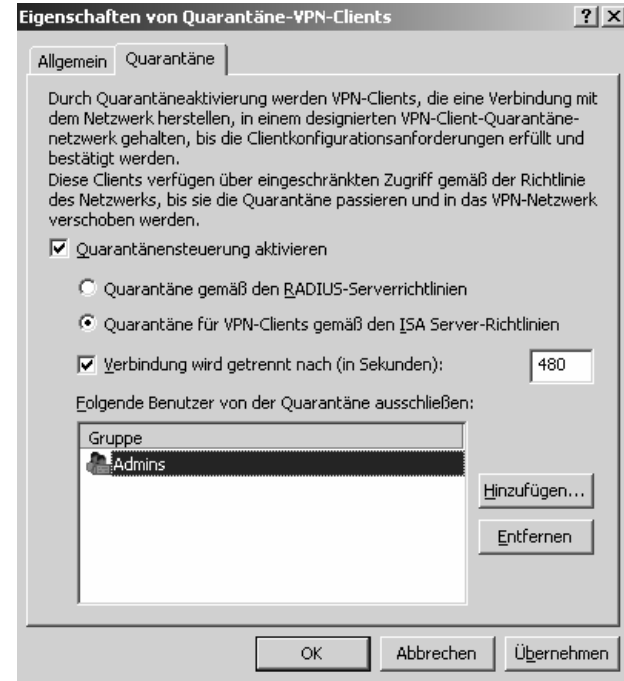 Eigenschaften von Quarantäne-VPN-Clients
Allgemein Quarantäne
Durch Quarantäneaktivierung werden VPN-Clients, die eine Verbindung mit
dem Netzwerk herstellen, in einem designierten VPN-Client-Quarantäne-
netzwerk gehalten, bis die Clientkonfigurationsanforderungen erfüllt und
bestätigt werden.
Diese Clients verfügen über eingeschränkten Zugriff gemäß der Richtlinie
des Netzwerks, bis sie die Quarantäne passieren und in das VPN-Netzwerk
verschoben werden.
Quarantänensteuerung aktivieren
Quarantäne gemäß den RADIUS-Serverrichtlinien
Quarantäne für VPN-Clients gemäß den ISA Server-Richtlinien
Verbindung wird getrennt nach (in Sekunden): 480
Folgende Benutzer von der Quarantäne ausschließen:
Gruppe
Admins
Hinzufügen...
Entfernen
OK Abbrechen Übernehmen